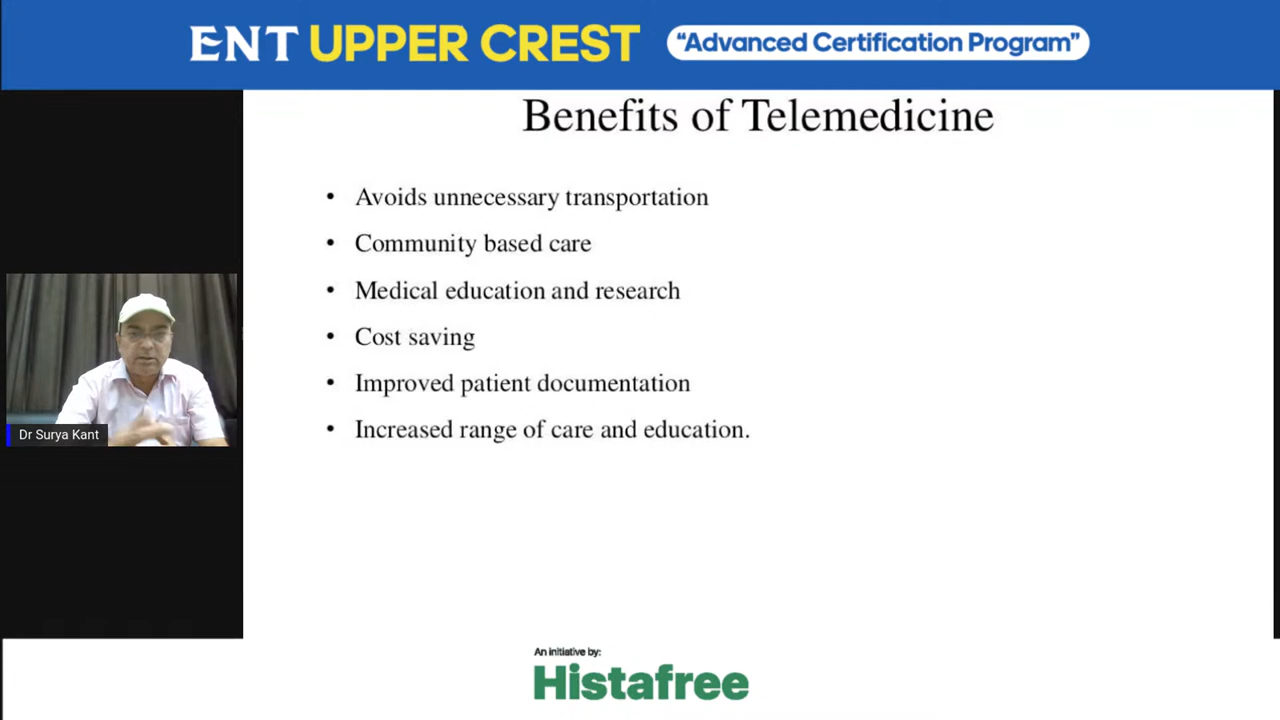 ENT UPPER CREST "Advanced Certification Program"
Benefits of Telemedicine
• Avoids unnecessary transportation
• Community based care
• Medical education and research
• Cost saving
• Improved patient documentation
• Increased range of care and education.
Dr Surya Kant
An initiative by:
Histafree